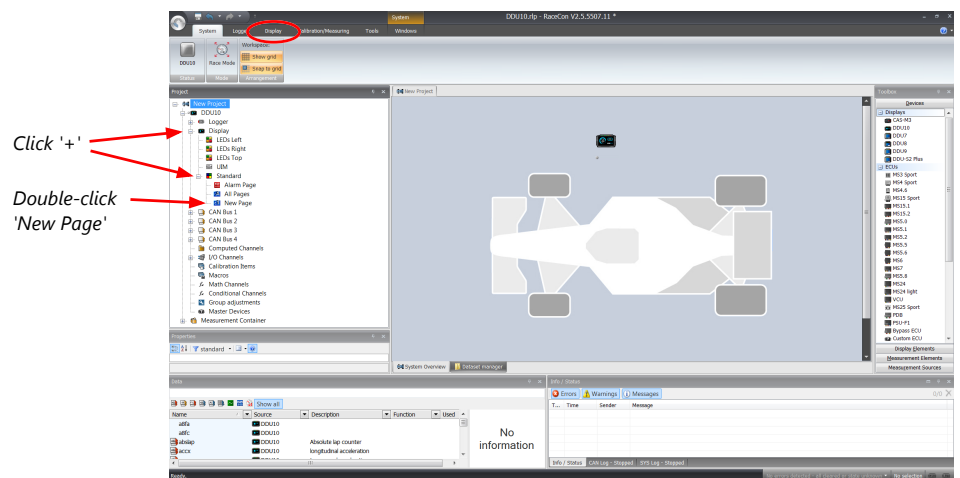 System
DDU10.rlp - RaceCon V2.5.5507.11 *
System
Display
Calibration/Measuring
Tools
Windows
Workspace:
DDU10
Race Mode
Show grid
Snap to grid
Status
Mode
Arrangement
Project
New Project
Toolbox
New Project
DDU10
Logger
Display
LEDs Left
LEDs Right
LEDs Top
UIM
Standard
Alarm Page
All Pages
New Page
CAN Bus 1
CAN Bus 2
CAN Bus 3
CAN Bus 4
Computed Channels
I/O Channels
Calibration Items
Macros
Math Channels
Conditional Channels
Group adjustments
Master Devices
Measurement Container
Click '+'
Double-click
'New Page'
Devices
Displays
CAS-M3
DDU10
DDU7
DDU8
DDU9
DDU-S2 Plus
ECUs
MS3 Sport
MS4 Sport
MS4.6
MS15 Sport
MS15.1
MS15.2
MS5.0
MS5.1
MS5.2
MS5.5
MS5.6
MS6
MS7
MS5.8
MS24
MS24 light
VCU
MS25 Sport
PDB
PSU-F1
Bypass ECU
Custom ECU
Display Elements
Measurement Elements
Measurement Sources
Properties
standard
System Overview
Dataset manager
Data
Show all
Name Source Description Function Used
a8fa DDU10
a8fc DDU10
abslap DDU10 Absolute lap counter
accx DDU10 longitudinal acceleration
No
information
Info / Status
Errors Warnings Messages
0/0
T... Time Sender Message
Info / Status CAN Log - Stopped SYS Log - Stopped
Ready.
No selection